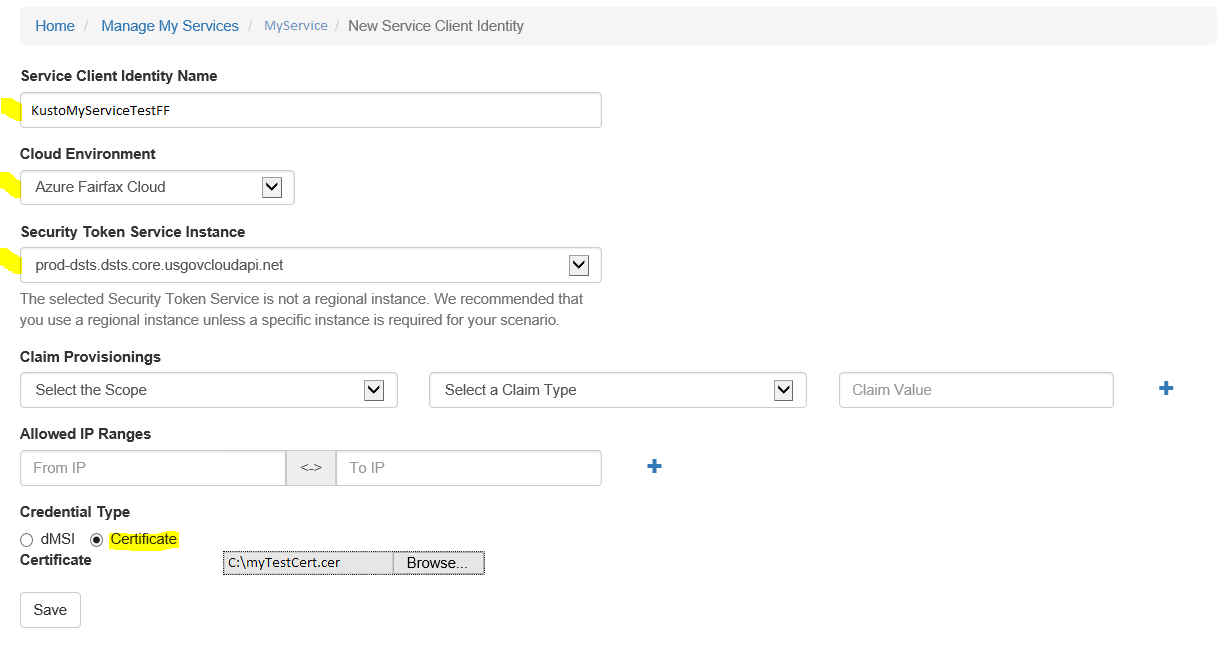 Home / Manage My Services / MyService / New Service Client Identity
Service Client Identity Name
KustoMyServiceTestFF
Cloud Environment
Azure Fairfax Cloud
Security Token Service Instance
prod-dsts.dsts.core.usgovcloudapi.net
The selected Security Token Service is not a regional instance. We recommended that
you use a regional instance unless a specific instance is required for your scenario.
Claim Provisionings
Select the Scope Select a Claim Type Claim Value +
Allowed IP Ranges
From IP <-> To IP +
Credential Type
dMSI Certificate
Certificate C:\myTestCert.cer Browse...
Save